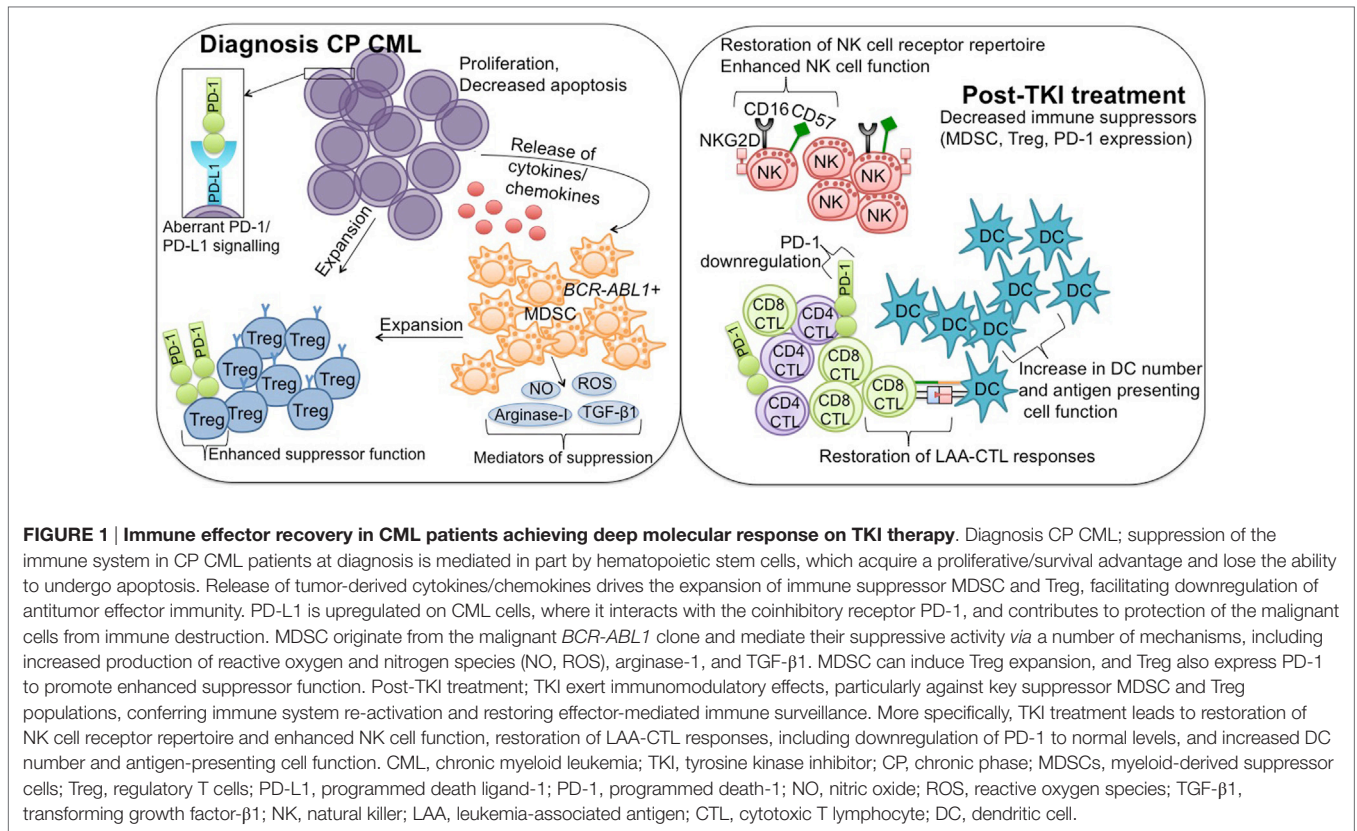 Diagnosis CP CML
PD-1
PD-L1
Aberrant PD-1/
PD-L1 signalling
Proliferation,
Decreased apoptosis
Release of
cytokines/
chemokines
Expansion
BCR-ABL1+
MDSC
Expansion
PD-1
PD-1
Treg
Treg
Treg
Treg
Treg
Treg
Treg
Enhanced suppressor function
NO
ROS
Arginase-I
TGF-β1
Mediators of suppression
Restoration of NK cell receptor repertoire
Enhanced NK cell function
CD16
CD57
NKG2D
NK
NK
NK
NK
NK
Post-TKI treatment
Decreased immune suppressors
(MDSC, Treg, PD-1 expression)
PD-1
downregulation
PD-1
PD-1
CD8
CTL
CD4
CTL
CD4
CTL
CD8
CTL
CD4
CTL
CD8
CTL
CD8
CTL
DC
DC
DC
DC
DC
DC
DC
DC
Increase in DC number
and antigen presenting
cell function
Restoration of LAA-CTL responses
FIGURE 1 | Immune effector recovery in CML patients achieving deep molecular response on TKI therapy. Diagnosis CP CML; suppression of the
immune system in CP CML patients at diagnosis is mediated in part by hematopoietic stem cells, which acquire a proliferative/survival advantage and lose the ability
to undergo apoptosis. Release of tumor-derived cytokines/chemokines drives the expansion of immune suppressor MDSC and Treg, facilitating downregulation of
antitumor effector immunity. PD-L1 is upregulated on CML cells, where it interacts with the coinhibitory receptor PD-1, and contributes to protection of the malignant
cells from immune destruction. MDSC originate from the malignant BCR-ABL1 clone and mediate their suppressive activity via a number of mechanisms, including
increased production of reactive oxygen and nitrogen species (NO, ROS), arginase-1, and TGF-β1. MDSC can induce Treg expansion, and Treg also express PD-1
to promote enhanced suppressor function. Post-TKI treatment; TKI exert immunomodulatory effects, particularly against key suppressor MDSC and Treg
populations, conferring immune system re-activation and restoring effector-mediated immune surveillance. More specifically, TKI treatment leads to restoration of
NK cell receptor repertoire and enhanced NK cell function, restoration of LAA-CTL responses, including downregulation of PD-1 to normal levels, and increased DC
number and antigen-presenting cell function. CML, chronic myeloid leukemia; TKI, tyrosine kinase inhibitor; CP, chronic phase; MDSCs, myeloid-derived suppressor
cells; Treg, regulatory T cells; PD-L1, programmed death ligand-1; PD-1, programmed death-1; NO, nitric oxide; ROS, reactive oxygen species; TGF-β1,
transforming growth factor-β1; NK, natural killer; LAA, leukemia-associated antigen; CTL, cytotoxic T lymphocyte; DC, dendritic cell.